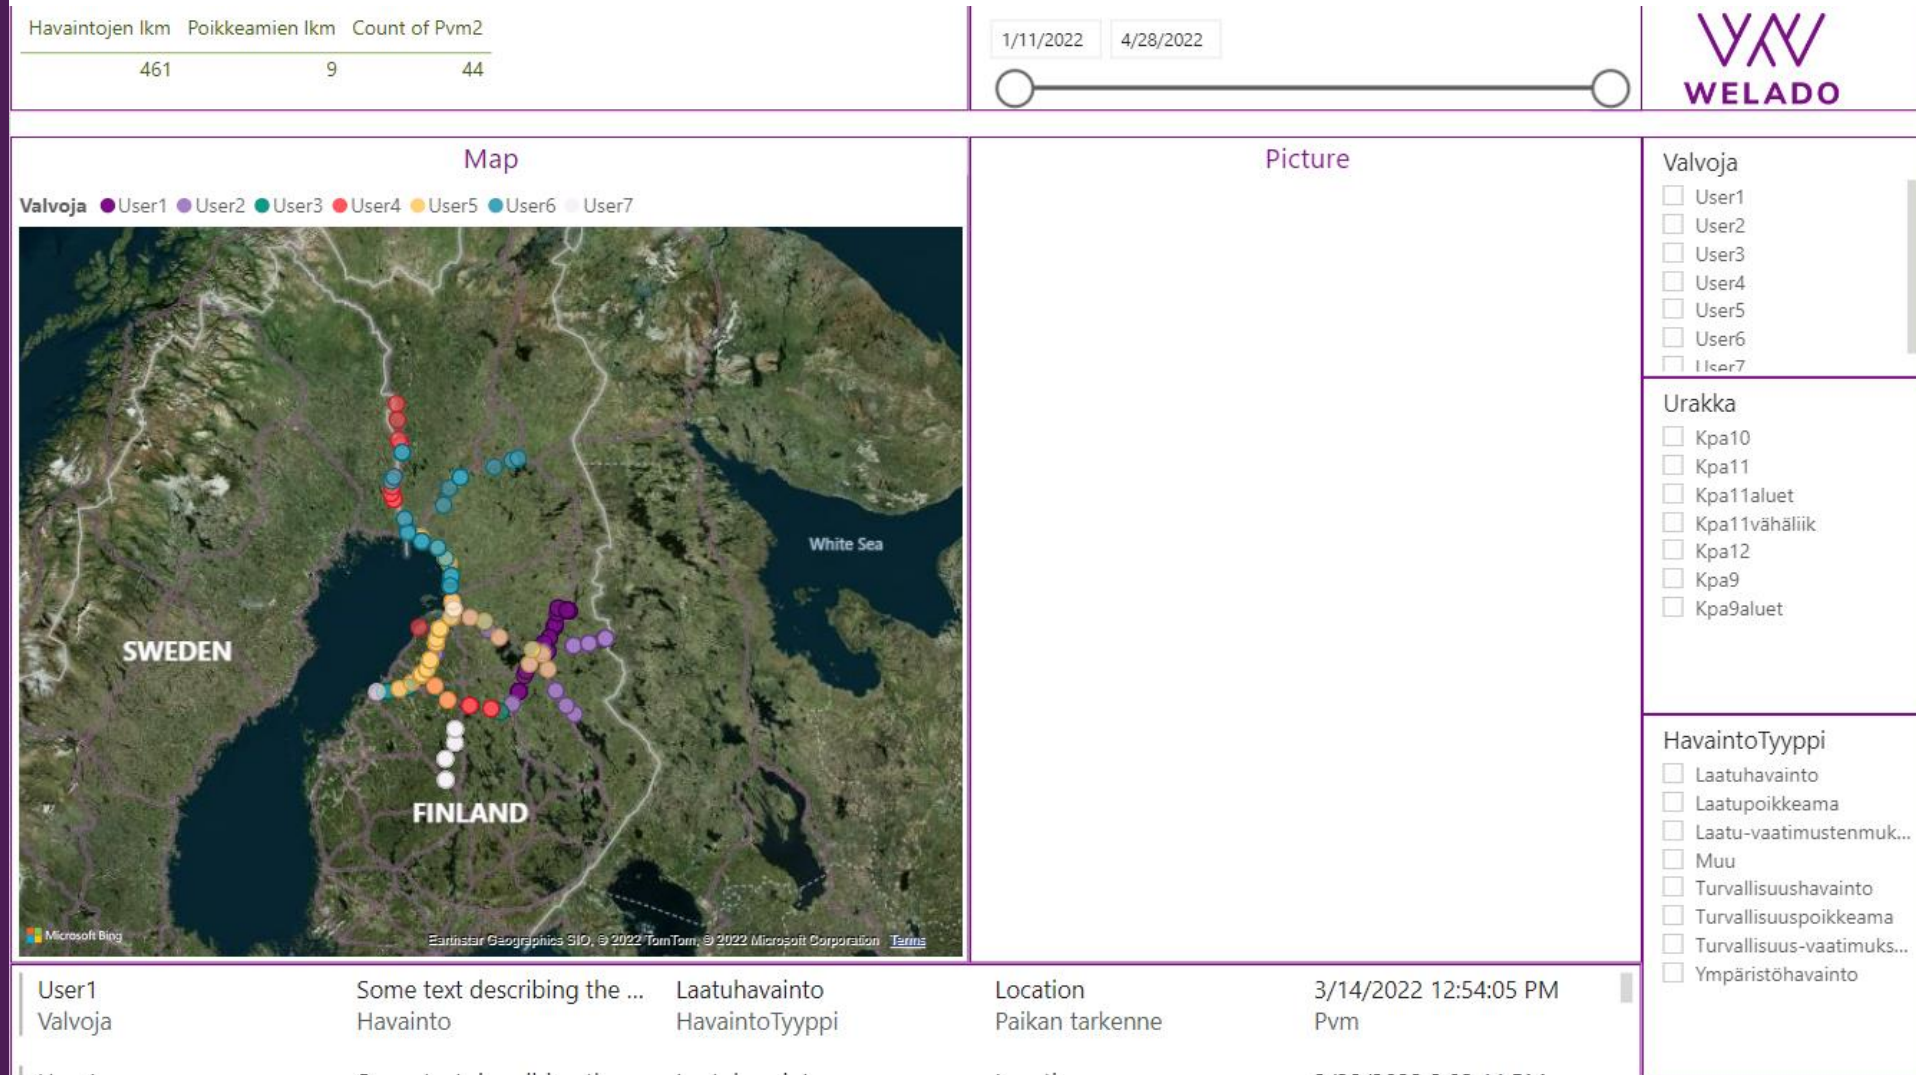 Havaintojen lkm Poikkeamien lkm Count of Pvm2
461 9 44
1/11/2022 4/28/2022
WELADO
Map
Valvoja User1 User2 User3 User4 User5 User6 User7
White Sea
SWEDEN
FINLAND
Microsoft Bing
Earthstar Geographics SIO, © 2022 TomTom, © 2022 Microsoft Corporation Terms
Picture
Valvoja
User1
User2
User3
User4
User5
User6
User7
Urakka
Kpa10
Kpa11
Kpa11aluet
Kpa11vähäliik
Kpa12
Kpa9
Kpa9aluet
HavaintoTyyppi
Laatuhavainto
Laatupoikkeama
Laatu-vaatimustenmuk...
Muu
Turvallisuushavainto
Turvallisuuspoikkeama
Turvallisuus-vaatimuks...
Ympäristöhavainto
User1 Some text describing the ... Laatuhavainto Location 3/14/2022 12:54:05 PM
Valvoja Havainto HavaintoTyyppi Paikan tarkenne Pvm